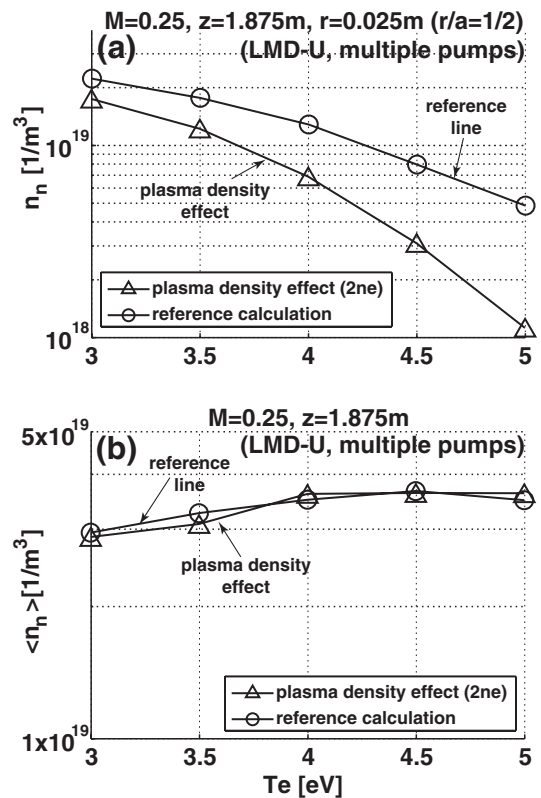 M=0.25, z=1.875m, r=0.025m (r/a=1/2)
(a)
(LMD-U, multiple pumps)
reference
line
10^19
n_n [1/m^3]
plasma density
effect
plasma density effect (2ne)
reference calculation
10^18
3 3.5 4 4.5 5
M=0.25, z=1.875m
5x10^19
(b)
(LMD-U, multiple pumps)
reference
line
plasma density
effect
<n_n>[1/m^3]
plasma density effect (2ne)
reference calculation
1x10^19
3 3.5 4 4.5 5
Te [eV]